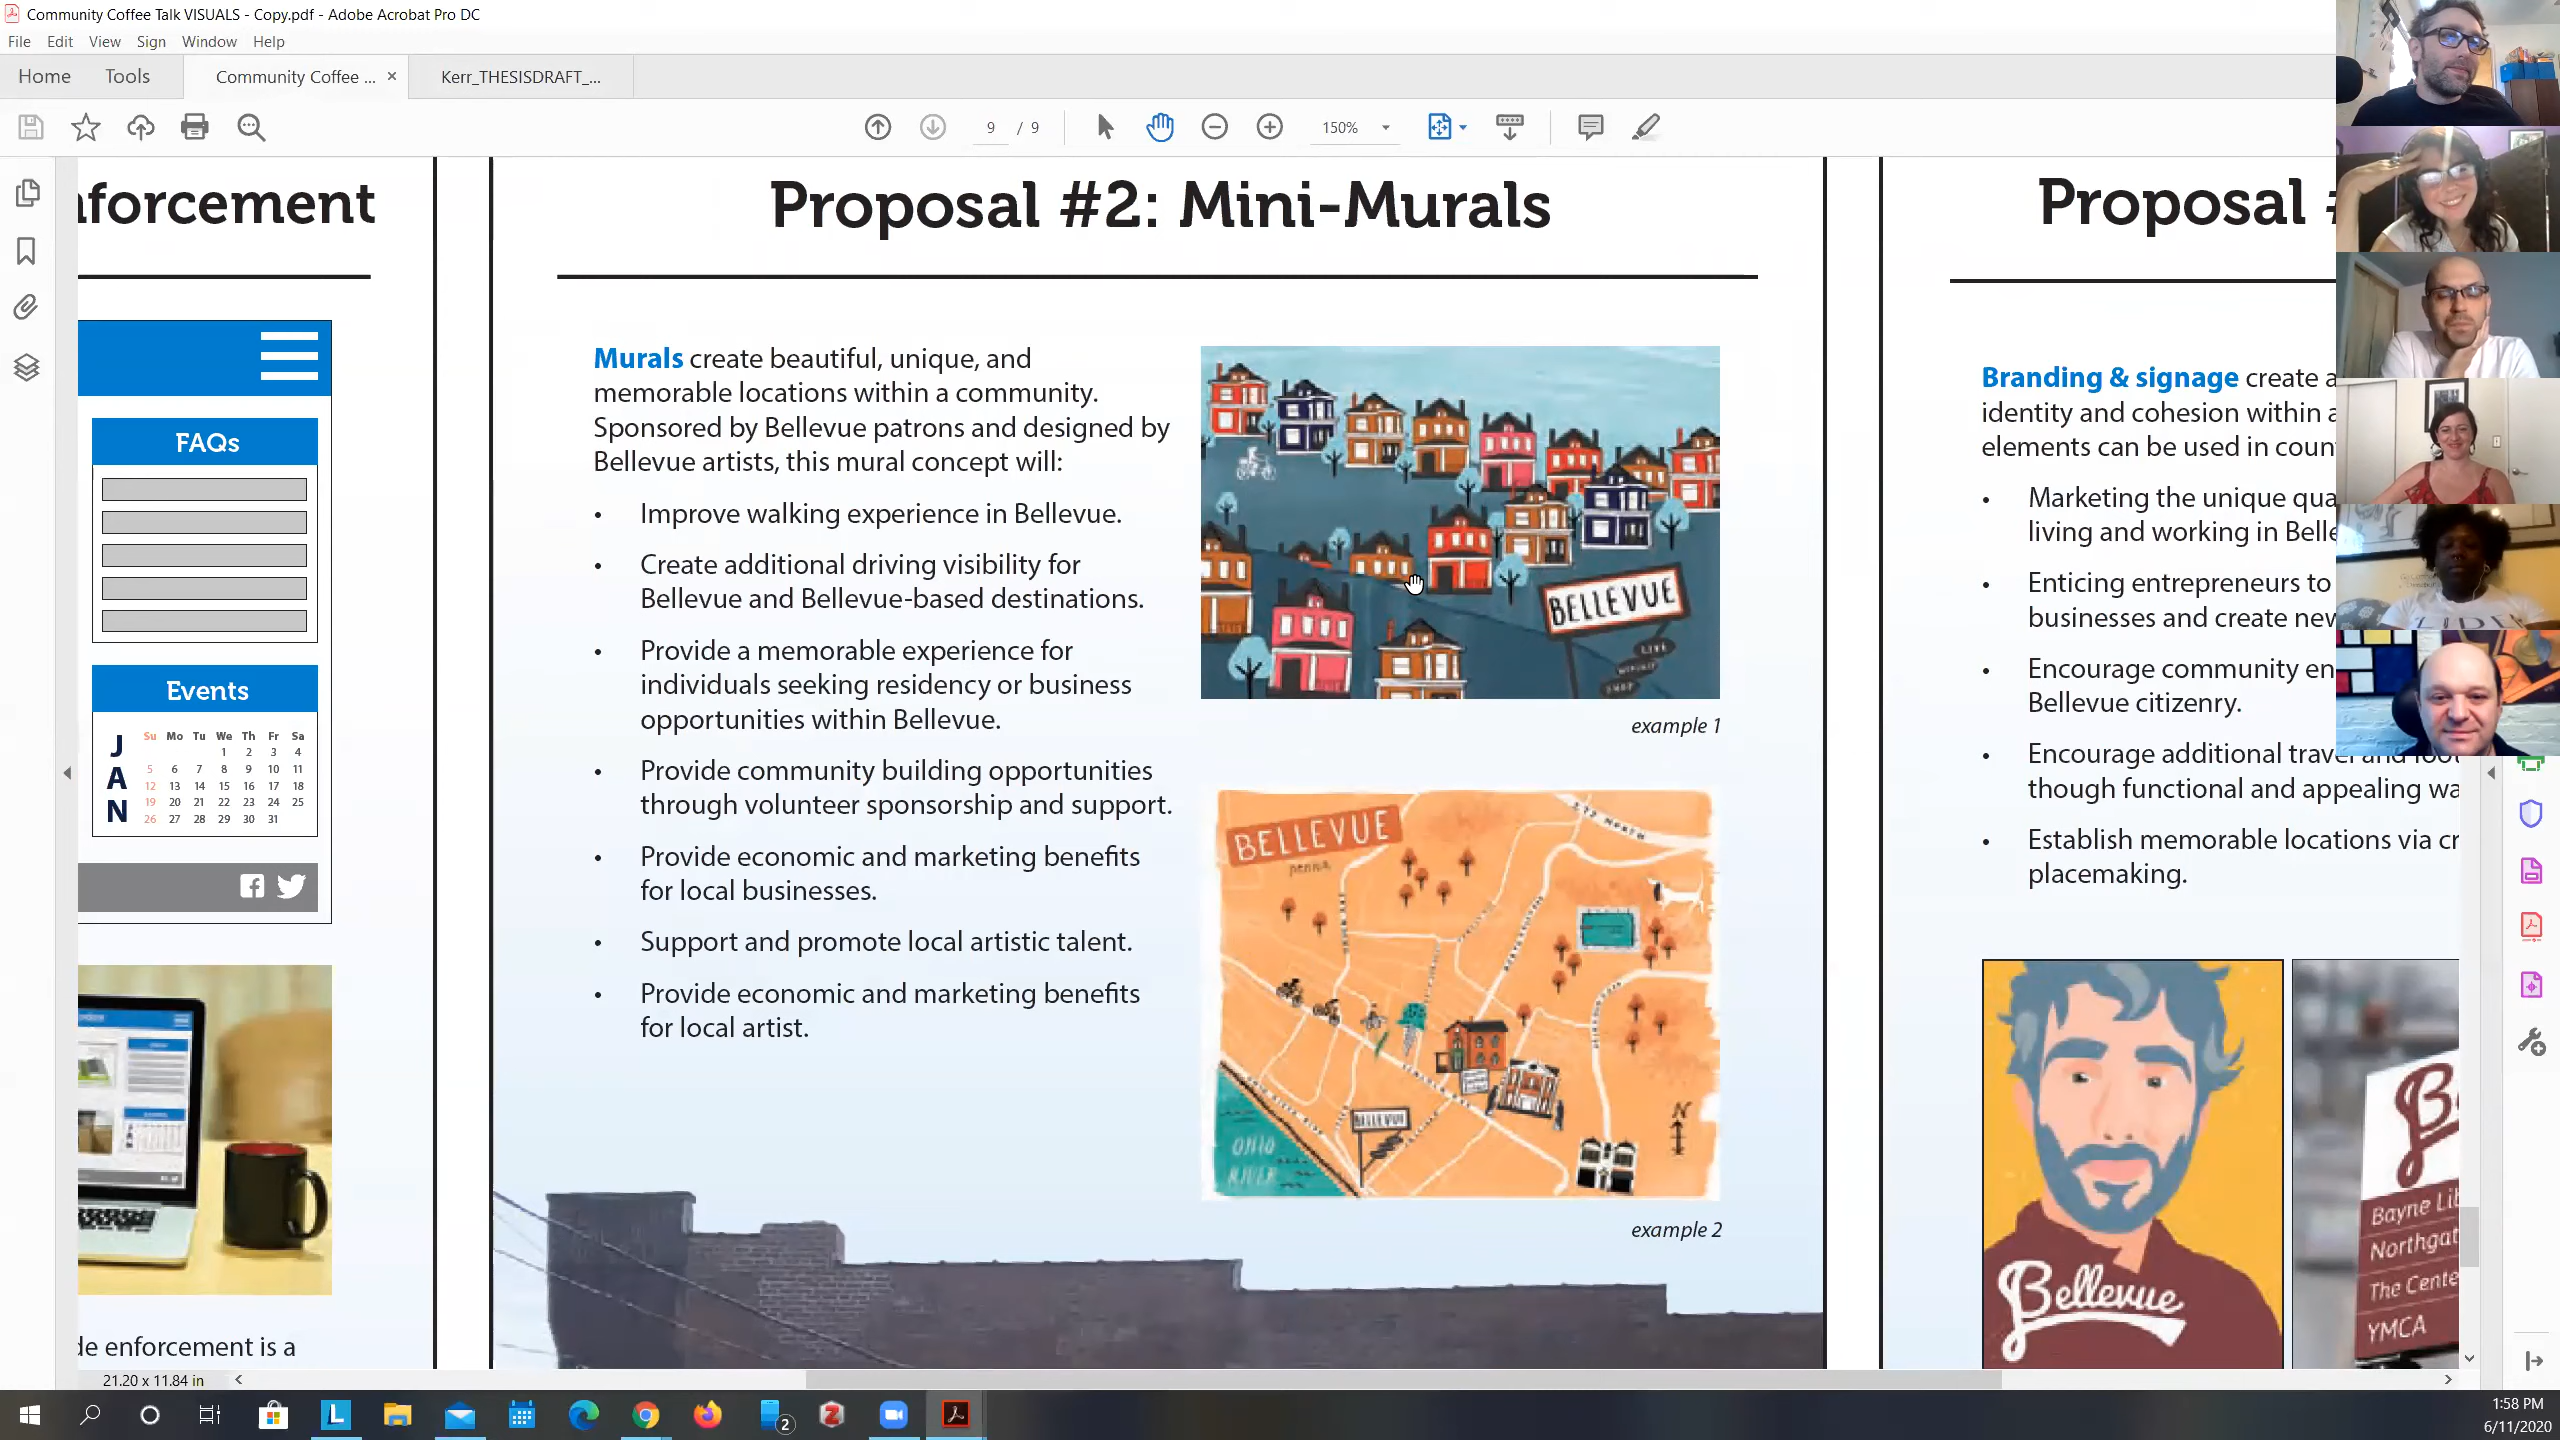 Community Coffee Talk VISUALS - Copy.pdf - Adobe Acrobat Pro DC
File Edit View Sign Window Help
Home Tools Community Coffee ... × Kerr_THESISDRAFT_...
9 / 9 150%
nforcement
FAQs
Events
JAN
Su Mo Tu We Th Fr Sa
1 2 3 4
5 6 7 8 9 10 11
12 13 14 15 16 17 18
19 20 21 22 23 24 25
26 27 28 29 30 31
de enforcement is a
Proposal #2: Mini-Murals
Murals create beautiful, unique, and
memorable locations within a community.
Sponsored by Bellevue patrons and designed by
Bellevue artists, this mural concept will:
• Improve walking experience in Bellevue.
• Create additional driving visibility for
Bellevue and Bellevue-based destinations.
• Provide a memorable experience for
individuals seeking residency or business
opportunities within Bellevue.
• Provide community building opportunities
through volunteer sponsorship and support.
• Provide economic and marketing benefits
for local businesses.
• Support and promote local artistic talent.
• Provide economic and marketing benefits
for local artist.
BELLEVUE
LIVE
SHOP
example 1
BELLEVUE
penna
BELLEVUE
OHIO
RIVER
N
example 2
Proposal #
Branding & signage create a
identity and cohesion within a
elements can be used in coun
• Marketing the unique qua
living and working in Belle
• Enticing entrepreneurs to
businesses and create new
• Encourage community en
Bellevue citizenry.
• Encourage additional travel and foot
though functional and appealing wa
• Establish memorable locations via cr
placemaking.
Bellevue
B
Bayne Lib
Northgat
The Cente
YMCA
21.20 x 11.84 in
2
1:58 PM
6/11/2020